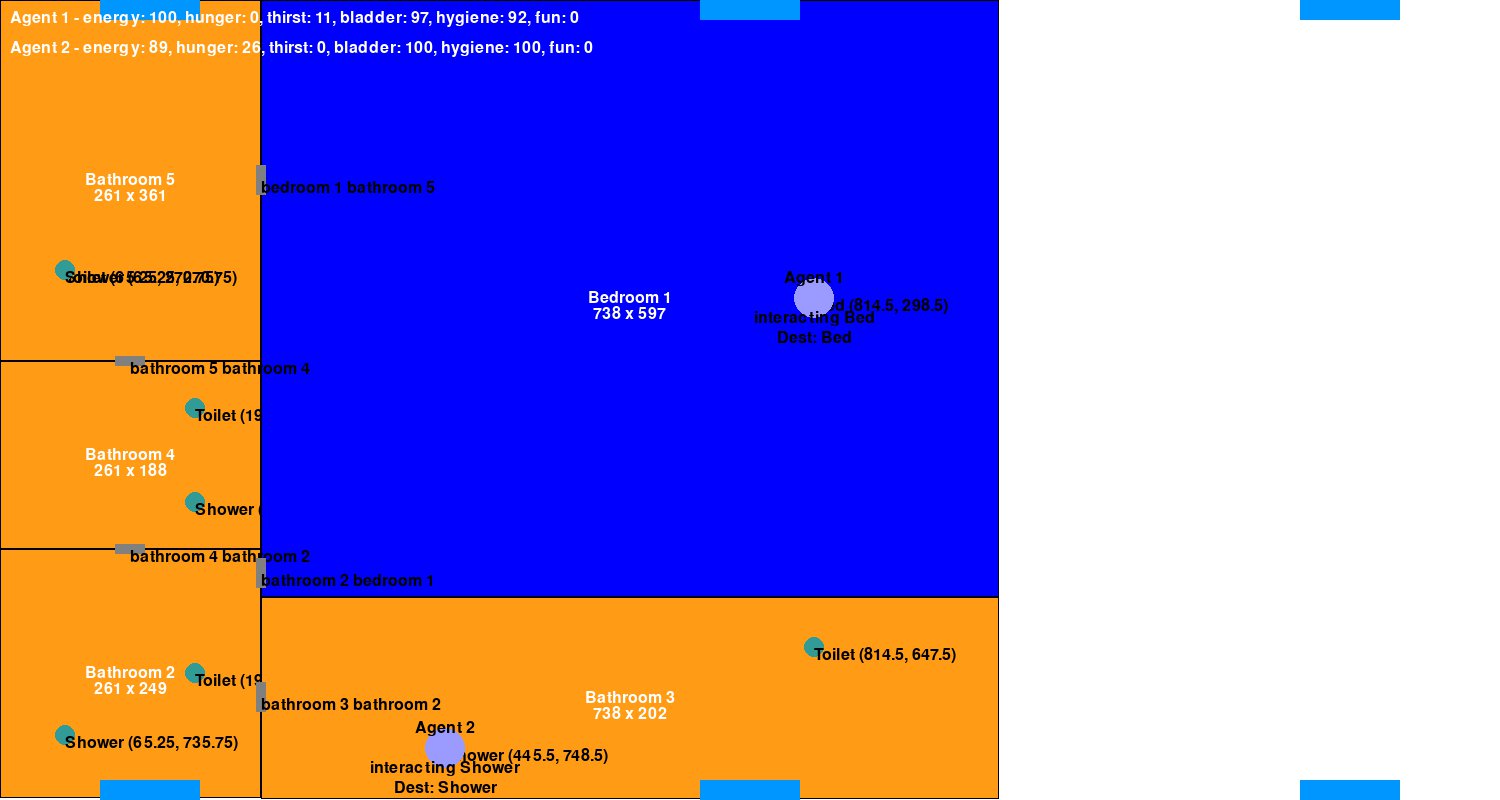 Agent 1 - energy: 100, hunger: 0, thirst: 11, bladder: 97, hygiene: 92, fun: 0
Agent 2 - energy: 89, hunger: 26, thirst: 0, bladder: 100, hygiene: 100, fun: 0
Bathroom 5
261 x 361
bedroom 1 bathroom 5
Agent 1
(814.5, 298.5)
interacting Bed
Dest: Bed
Bedroom 1
738 x 597
bathroom 5 bathroom 4
Toilet (19
Bathroom 4
261 x 188
Shower (
bathroom 4 bathroom 2
bathroom 2 bedroom 1
Toilet (814.5, 647.5)
Bathroom 2
261 x 249
Toilet (19
Bathroom 3
738 x 202
bathroom 3 bathroom 2
Agent 2
Shower (65.25, 735.75)
(445.5, 748.5)
interacting Shower
Dest: Shower